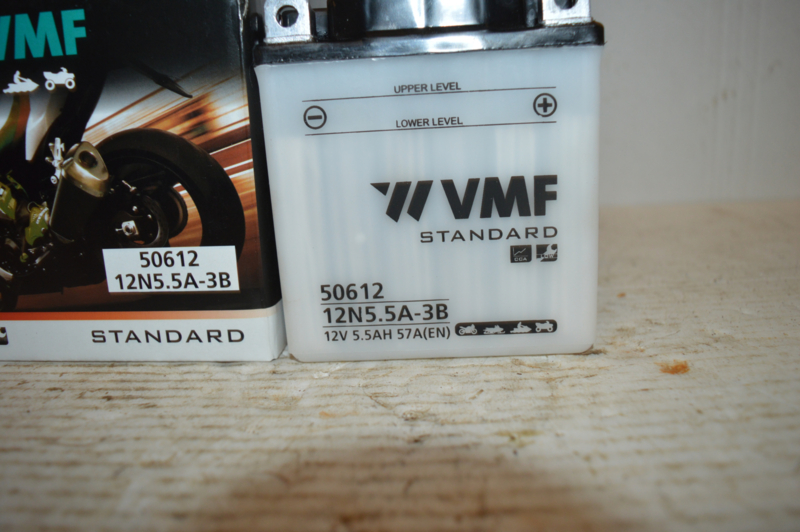 VMF
50612
12N5.5A-3B
STANDARD
UPPER LEVEL
LOWER LEVEL
VMF
STANDARD
50612
12N5.5A-3B
12V 5.5AH 57A(EN)